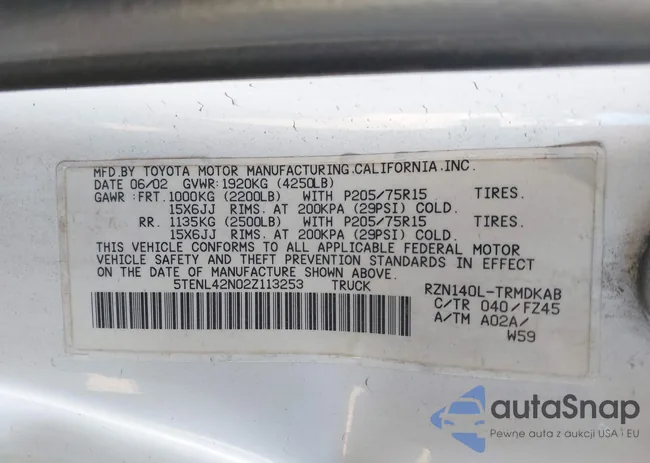 MFD.BY TOYOTA MOTOR MANUFACTURING,CALIFORNIA,INC.
DATE 06/02 GVWR:1920KG (4250LB)
GAWR :FRT.1000KG (2200LB) WITH P205/75R15 TIRES.
15X6JJ RIMS. AT 200KPA (29PSI) COLD.
RR. 1135KG (2500LB) WITH P205/75R15 TIRES.
15X6JJ RIMS. AT 200KPA (29PSI) COLD.
THIS VEHICLE CONFORMS TO ALL APPLICABLE FEDERAL MOTOR
VEHICLE SAFETY AND THEFT PREVENTION STANDARDS IN EFFECT
ON THE DATE OF MANUFACTURE SHOWN ABOVE.
5TENL42N02Z113253 TRUCK RZN140L-TRMDKAB
C/TR 040/FZ45
A/TM A02A/
W59
autaSnap
Pewne auta z aukcji USA i EU